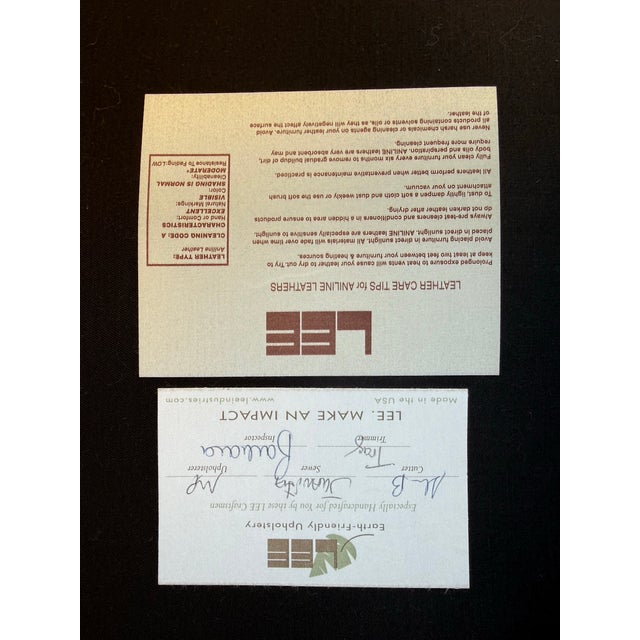 LEE
LEATHER CARE TIPS for ANILINE LEATHERS
Prolonged exposure to heat vents will cause your leather to dry out. Try to
keep at least two feet between your furniture & heating sources.
Avoid placing furniture in direct sunlight. All materials will fade over time when
placed in direct sunlight. ANILINE leathers are especially sensitive to sunlight.
Always pre-test cleaners and conditioners in a hidden area to ensure products
do not darken leather after drying.
To dust, lightly dampen a soft cloth and dust weekly or use the soft brush
attachment on your vacuum.
All leathers perform better when preventative maintenance is practiced.
Fully clean your furniture every six months to remove gradual buildup of dirt,
body oils and perspiration. ANILINE leathers are very absorbent and may
require more frequent cleaning.
Never use harsh chemicals or cleaning agents on your leather furniture. Avoid
all products containing solvents or oils, as they will negatively affect the surface
of the leather.
LEATHER TYPE:
Aniline Leather
CLEANING CODE: A
CHARACTERISTICS
Hand or Comfort:
EXCELLENT
Natural Markings:
VISIBLE
Color:
SHADING IS NORMAL
Cleanability:
MODERATE*
Resistance To Fading: LOW
LEE
Earth-Friendly Upholstery
Especially Handcrafted for You by these LEE Craftsmen
Cutter Sewer Upholsterer
Tracy Barbara
Trimmer Inspector
LEE. MAKE AN IMPACT
Made in the USA www.leeindustries.com